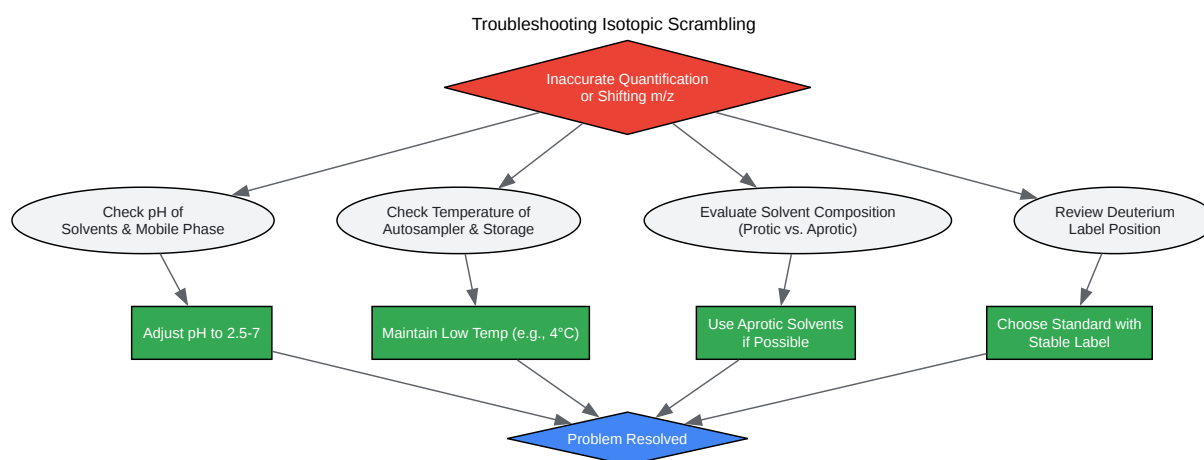 Troubleshooting Isotopic Scrambling
Inaccurate Quantification
or Shifting m/z
Check pH of
Solvents & Mobile Phase
Check Temperature of
Autosampler & Storage
Evaluate Solvent Composition
(Protic vs. Aprotic)
Review Deuterium
Label Position
Adjust pH to 2.5-7
Maintain Low Temp (e.g., 4°C)
Use Aprotic Solvents
if Possible
Choose Standard with
Stable Label
Problem Resolved